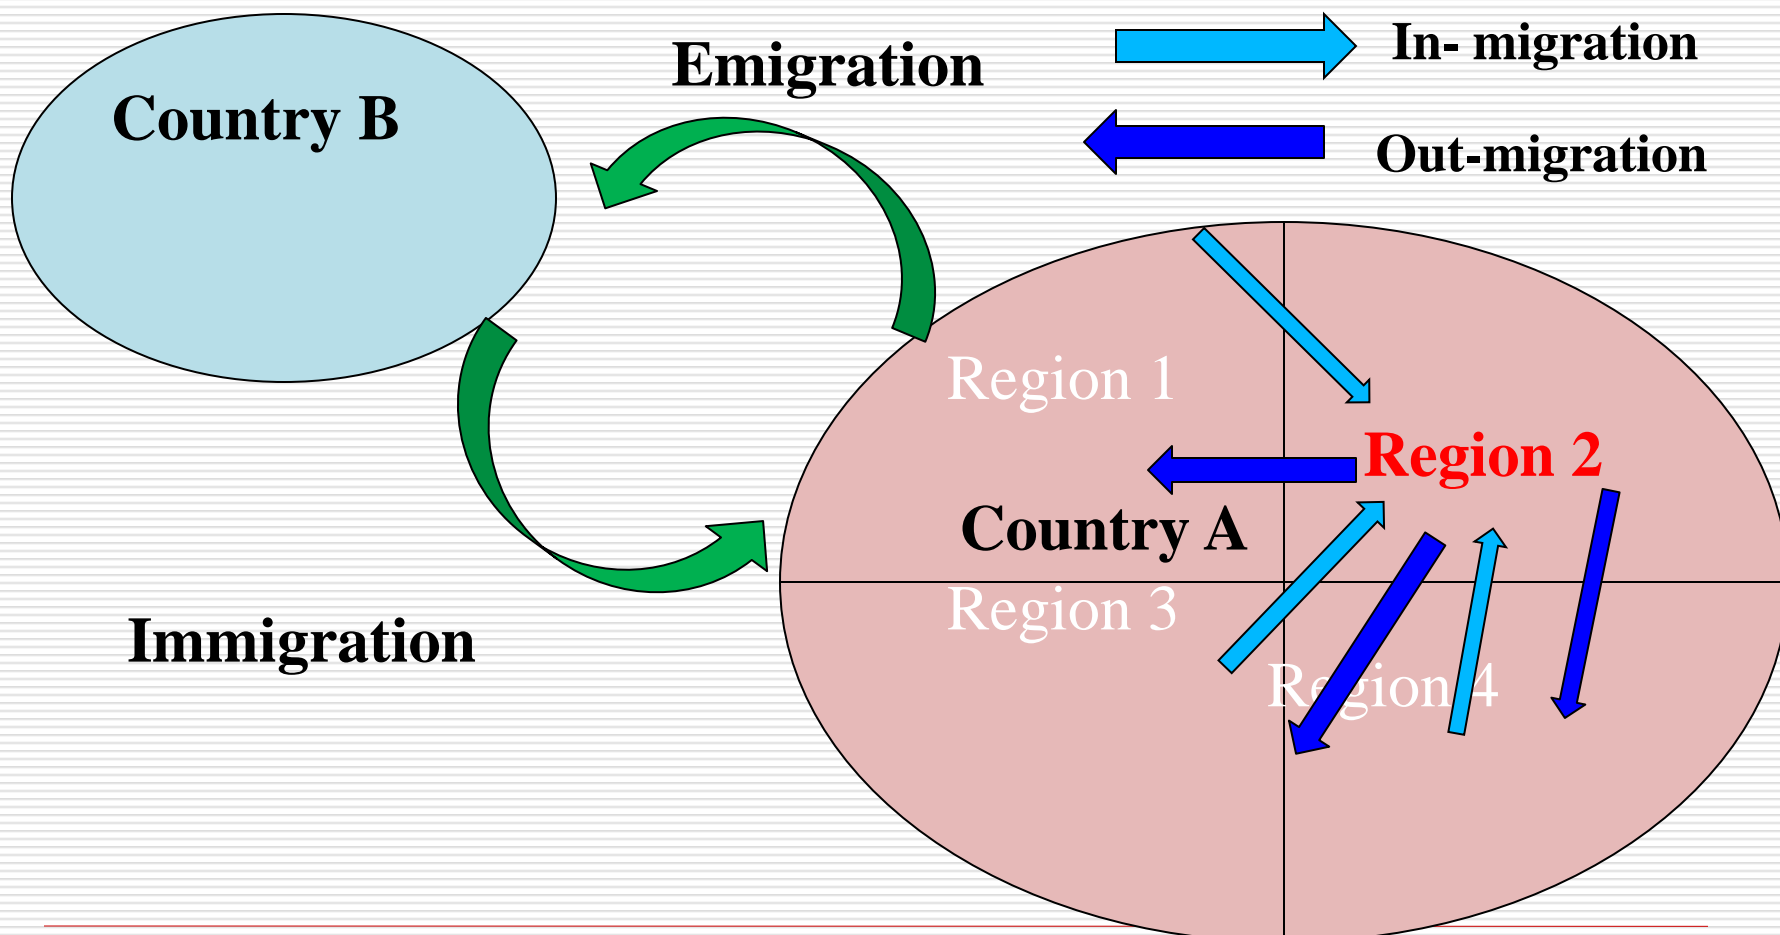 In- migration
Emigration
Country B
Out-migration
Region 1
Region 2
Country A
Region 3
Immigration
Region 4